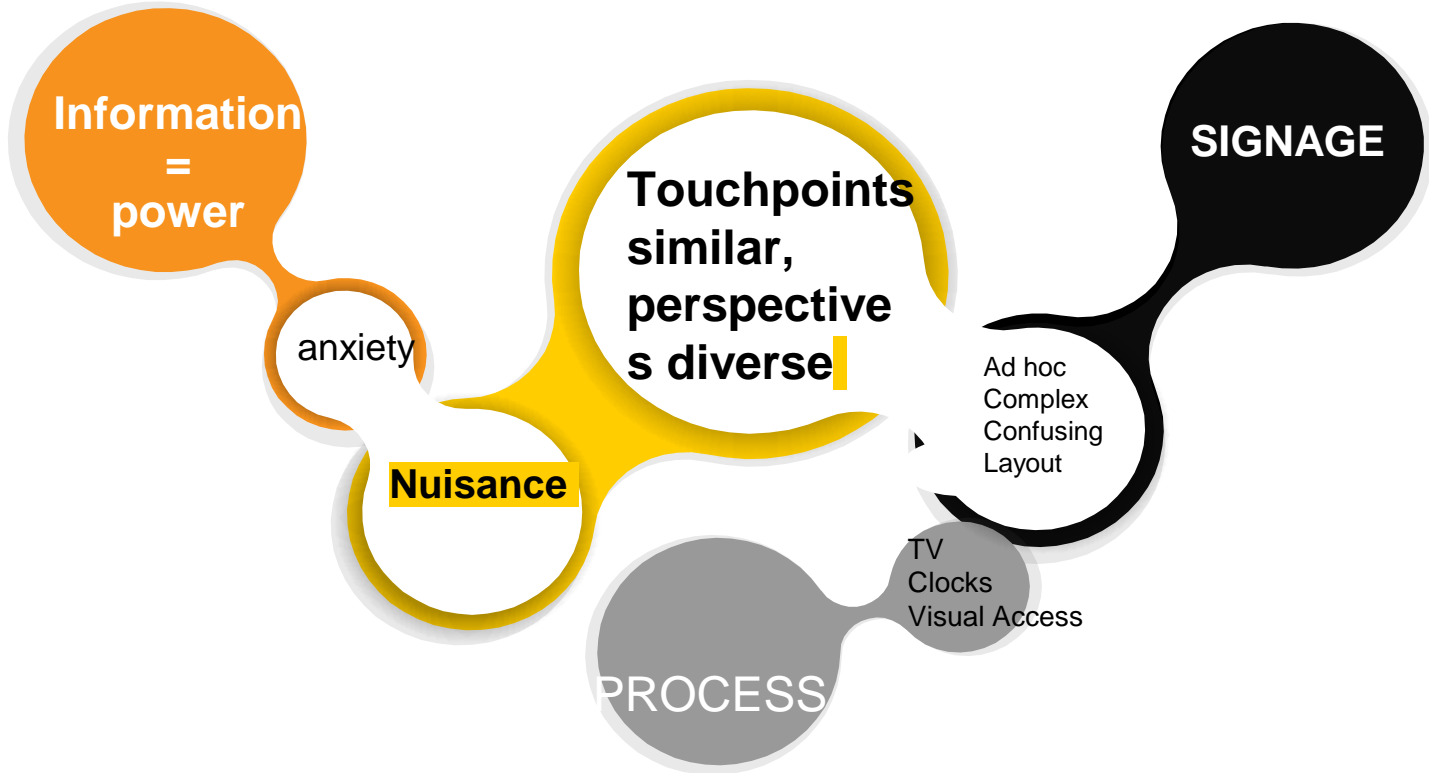 Information
=
power
anxiety
Nuisance
Touchpoints
similar,
perspective
s diverse
SIGNAGE
Ad hoc
Complex
Confusing
Layout
TV
Clocks
Visual Access
PROCESS